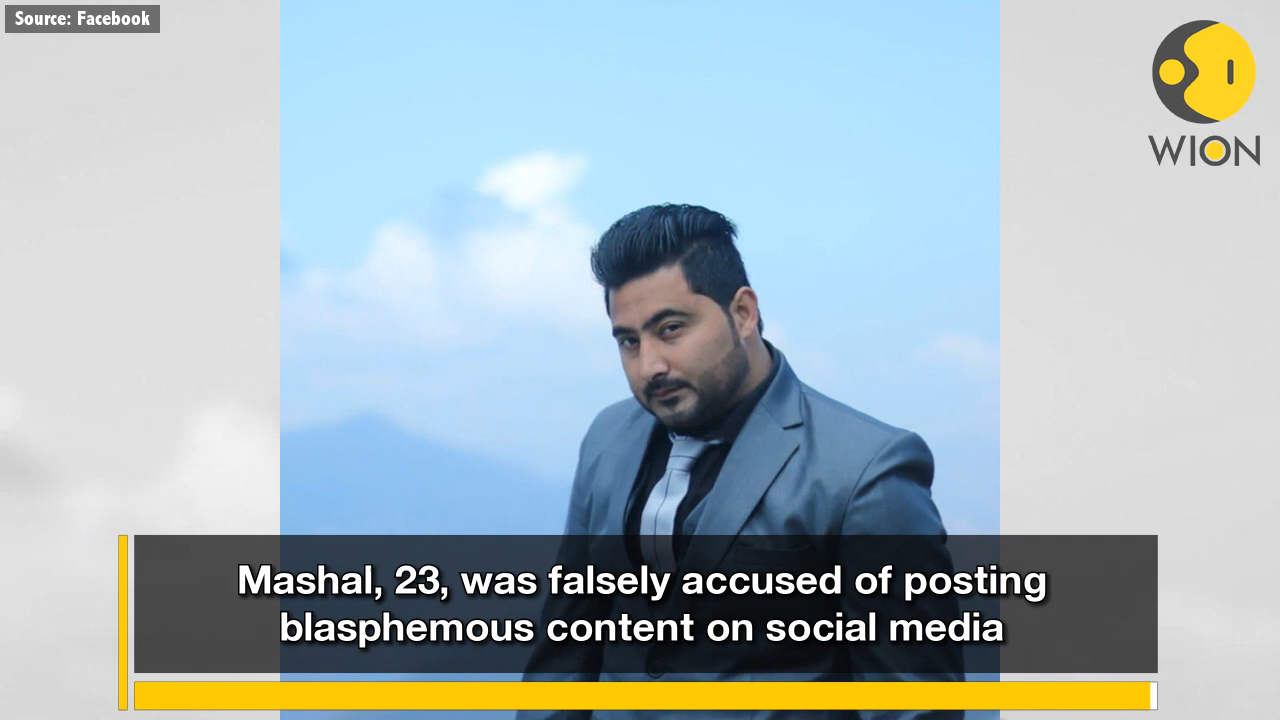 Source: Facebook
WION
Mashal, 23, was falsely accused of posting
blasphemous content on social media